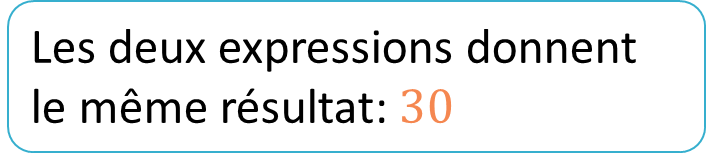 Les deux expressions donnent
le même résultat: 30